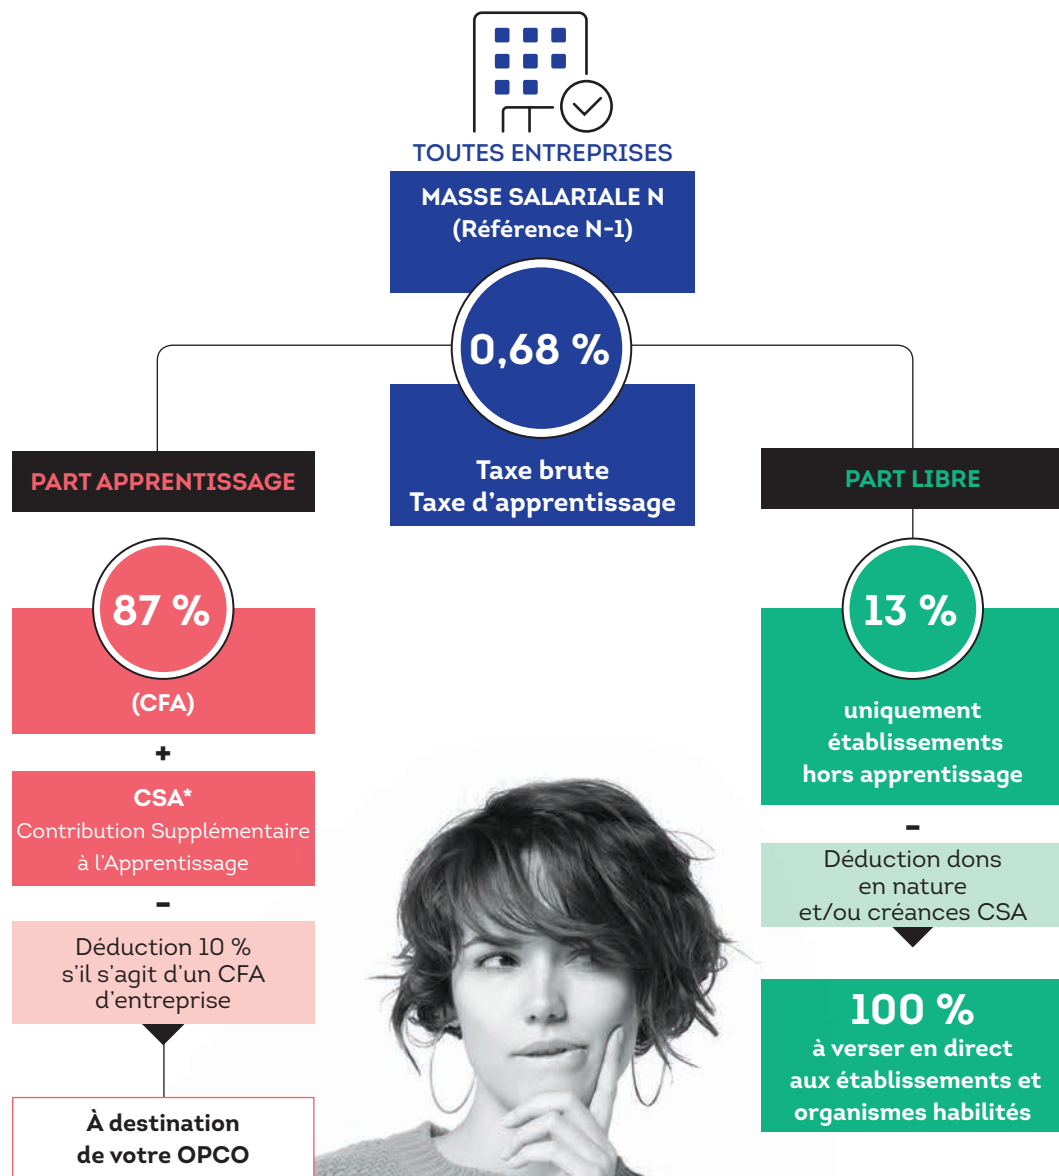 TOUTES ENTREPRISES
MASSE SALARIALE N
(Référence N-1)
0,68 %
Taxe brute
Taxe d'apprentissage
PART APPRENTISSAGE
87 %
(CFA)
+
CSA*
Contribution Supplémentaire
à l'Apprentissage
-
Déduction 10 %
s'il s'agit d'un CFA
d'entreprise
À destination
de votre OPCO
PART LIBRE
13 %
uniquement
établissements
hors apprentissage
-
Déduction dons
en nature
et/ou créances CSA
100 %
à verser en direct
aux établissements et
organismes habilités